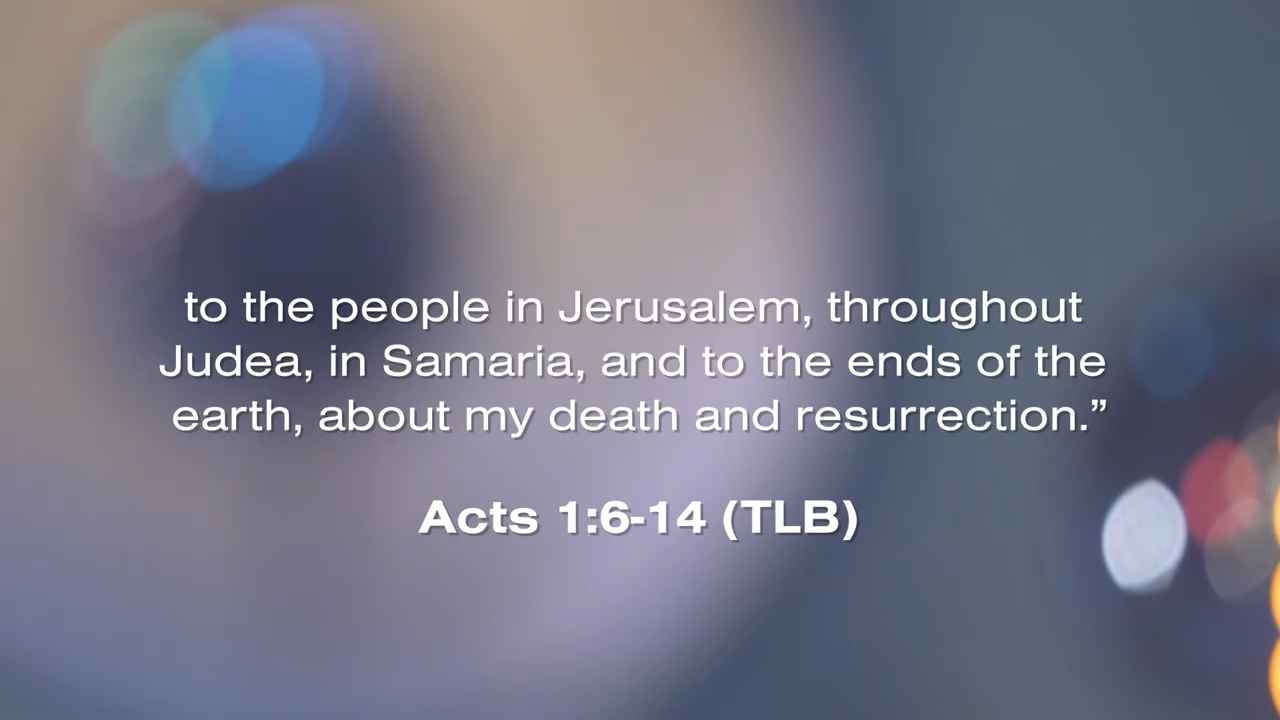 to the people in Jerusalem, throughout
Judea, in Samaria, and to the ends of the
earth, about my death and resurrection.”
Acts 1:6-14 (TLB)